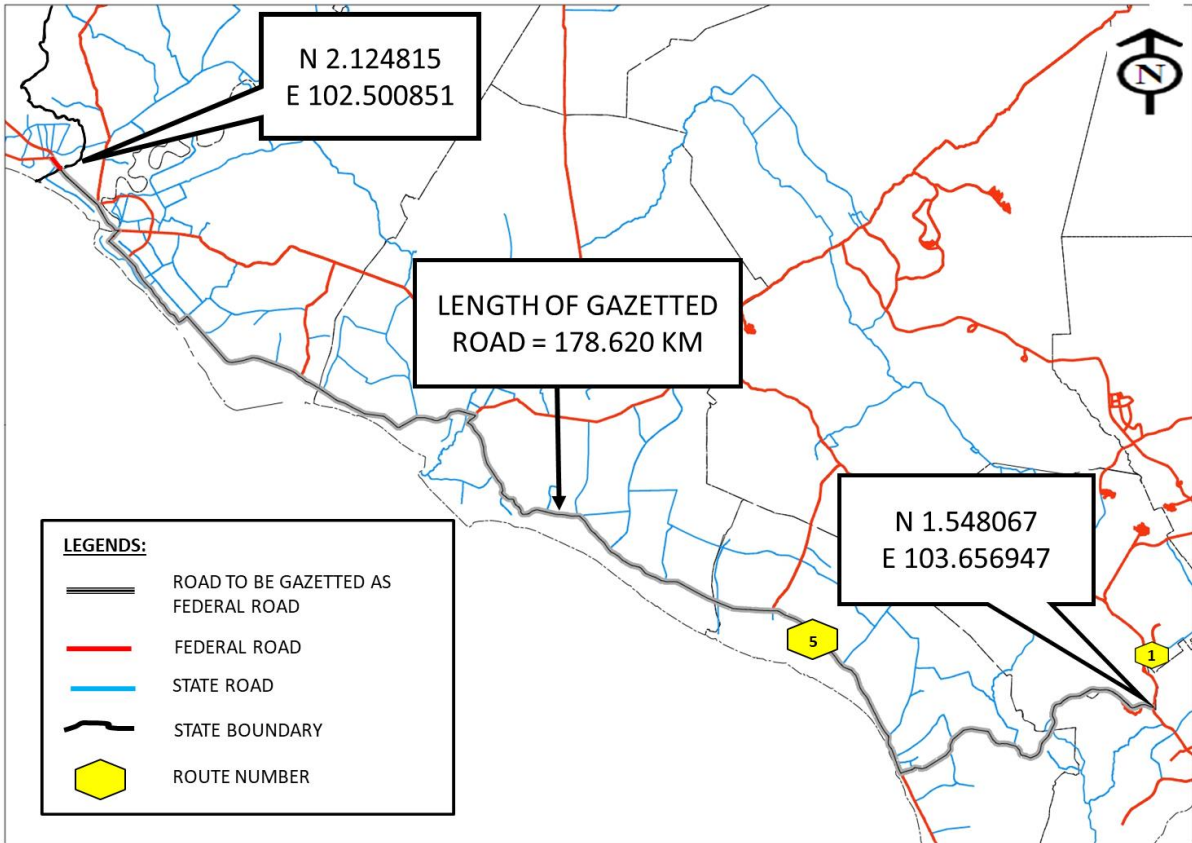 N 2.124815
E 102.500851
N
LENGTH OF GAZETTED
ROAD = 178.620 KM
N 1.548067
E 103.656947
5
1
LEGENDS:
ROAD TO BE GAZETTED AS
FEDERAL ROAD
FEDERAL ROAD
STATE ROAD
STATE BOUNDARY
ROUTE NUMBER